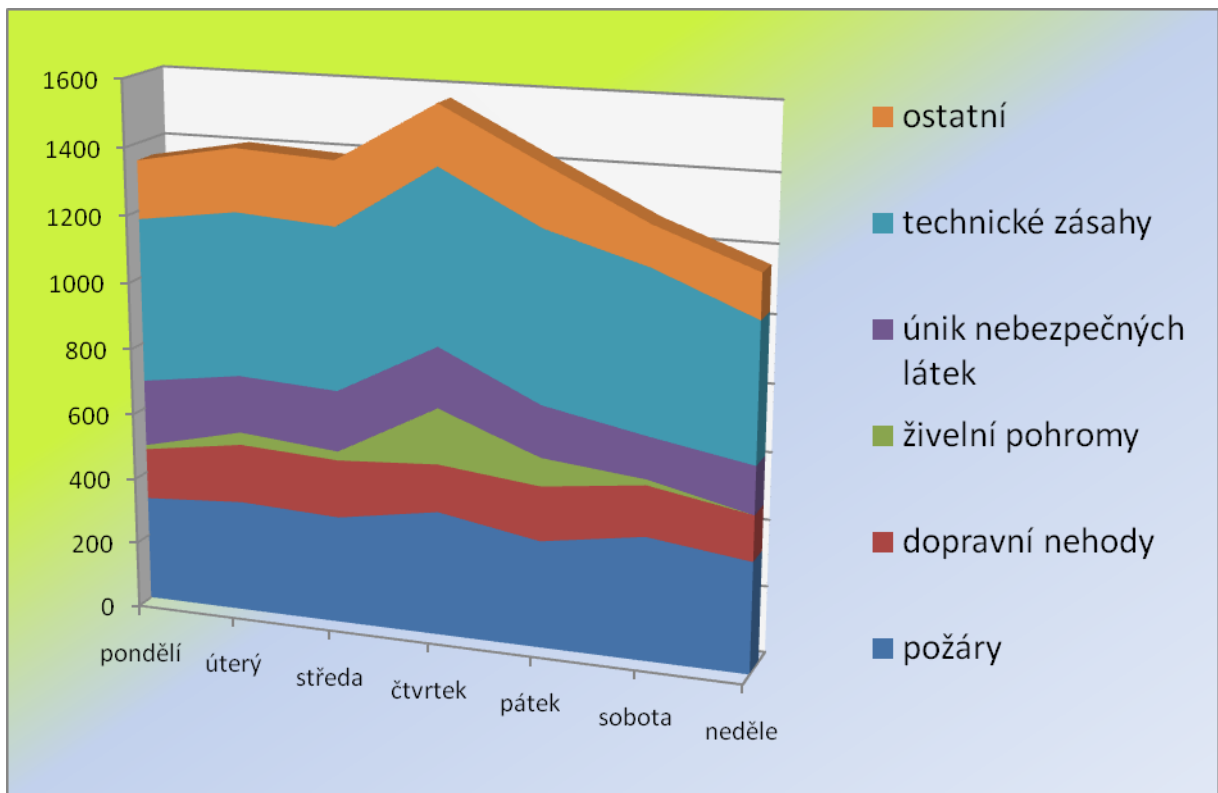 1600
1400
1200
1000
800
600
400
200
0
pondělí
úterý
středa
čtvrtek
pátek
sobota
neděle
ostatní
technické zásahy
únik nebezpečných
látek
živelní pohromy
dopravní nehody
požáry